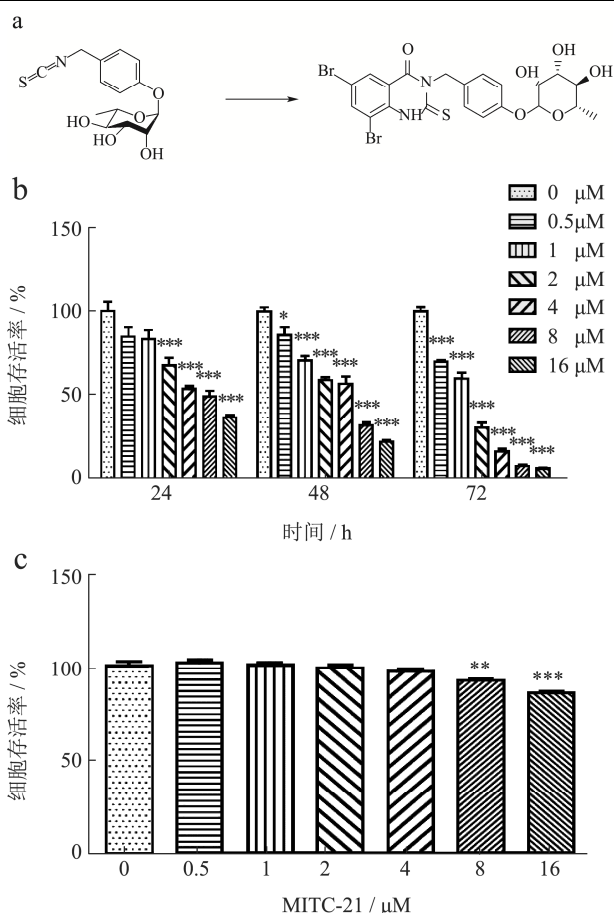 a
S
C
N
O
HO
HO
OH
O
Br
N
NH
S
Br
O
O
OH
OH
OH
b
0 μM
0.5μM
1 μM
2 μM
4 μM
8 μM
16 μM
150
100
50
0
细胞存活率 / %
***
***
***
***
*
***
***
***
***
***
***
***
***
***
***
***
24 48 72
时间 / h
c
150
100
50
0
细胞存活率 / %
**
***
0 0.5 1 2 4 8 16
MITC-21 / μM